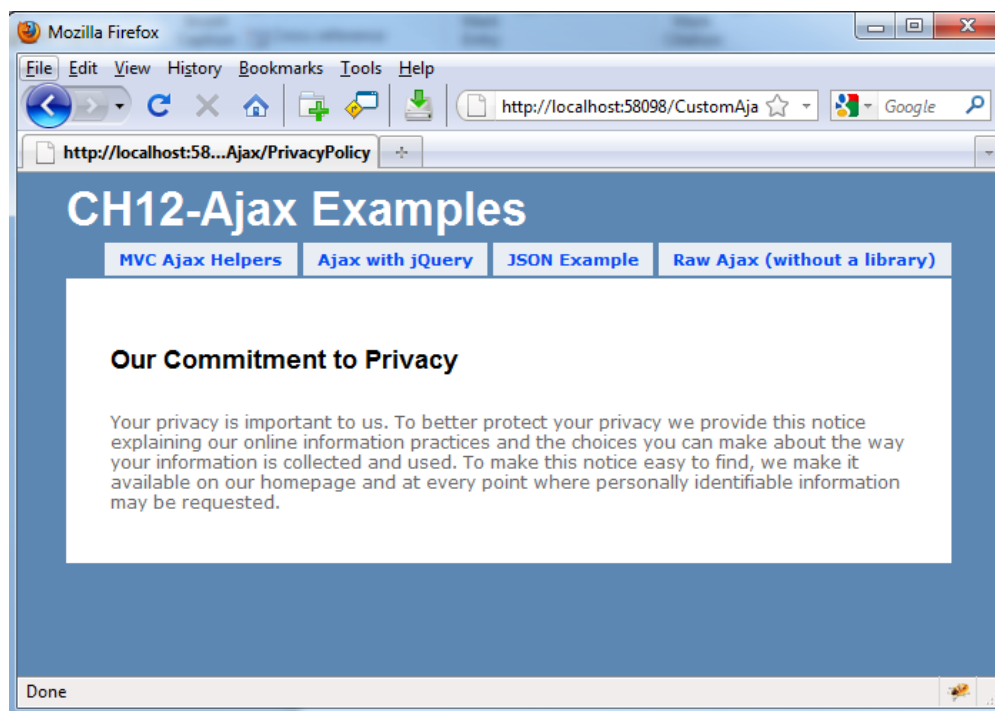 Mozilla Firefox
File Edit View History Bookmarks Tools Help
http://localhost:58098/CustomAja Google
http://localhost:58...Ajax/PrivacyPolicy
CH12-Ajax Examples
MVC Ajax Helpers Ajax with jQuery JSON Example Raw Ajax (without a library)
Our Commitment to Privacy
Your privacy is important to us. To better protect your privacy we provide this notice
explaining our online information practices and the choices you can make about the way
your information is collected and used. To make this notice easy to find, we make it
available on our homepage and at every point where personally identifiable information
may be requested.
Done